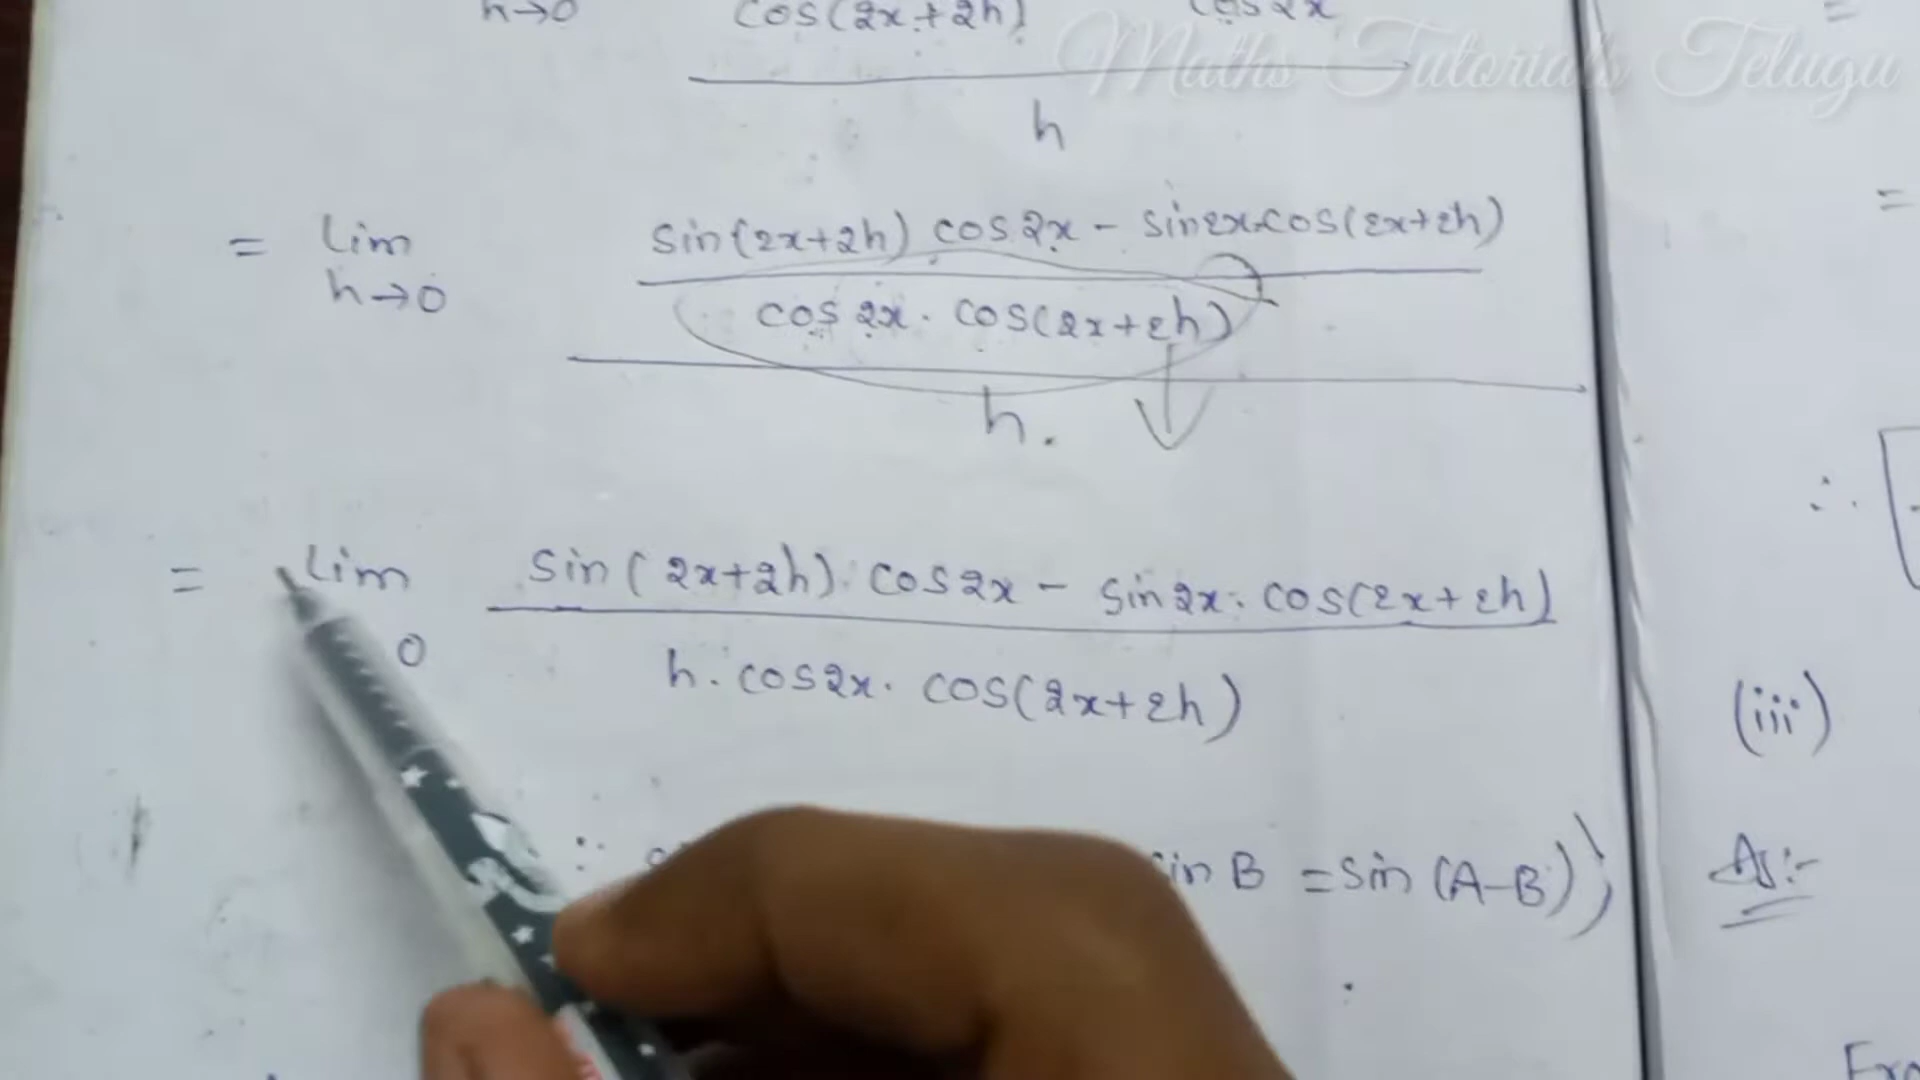 h→0 cos(2x+2h) cos2x
Maths Tutorials Telugu
h
= lim sin(2x+2h) cos2x - sin2x.cos(2x+2h)
h→0 cos2x . cos(2x+2h)
h.
= lim sin(2x+2h). cos2x - sin2x. cos(2x+2h)
0 h. cos2x. cos(2x+2h)
∴ in B = sin (A-B))}
=
=
∴
(iii)
As:-